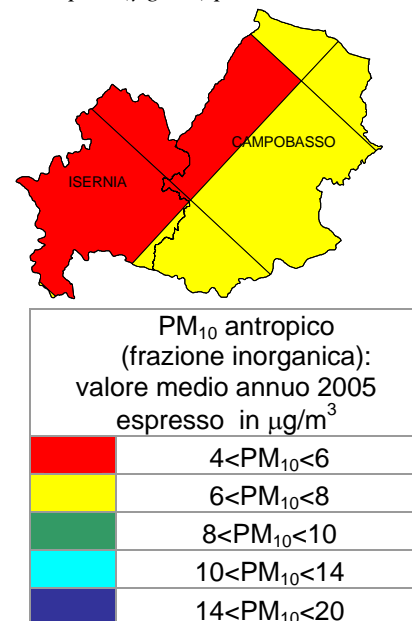 CAMPOBASSO
ISERNIA
PM₁₀ antropico
(frazione inorganica):
valore medio annuo 2005
espresso in µg/m³
4<PM₁₀<6
6<PM₁₀<8
8<PM₁₀<10
10<PM₁₀<14
14<PM₁₀<20